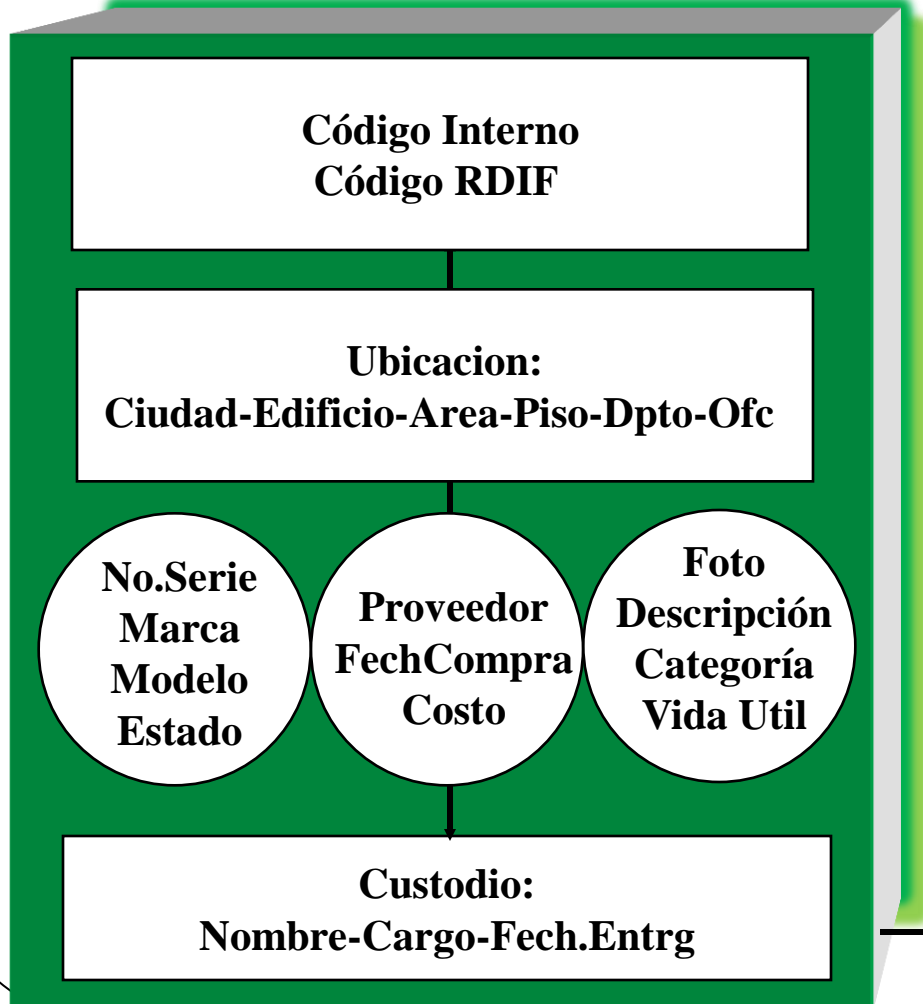 Código Interno
Código RDIF
Ubicacion:
Ciudad-Edificio-Area-Piso-Dpto-Ofc
No.Serie
Marca
Modelo
Estado
Proveedor
FechCompra
Costo
Foto
Descripción
Categoría
Vida Util
Custodio:
Nombre-Cargo-Fech.Entrg